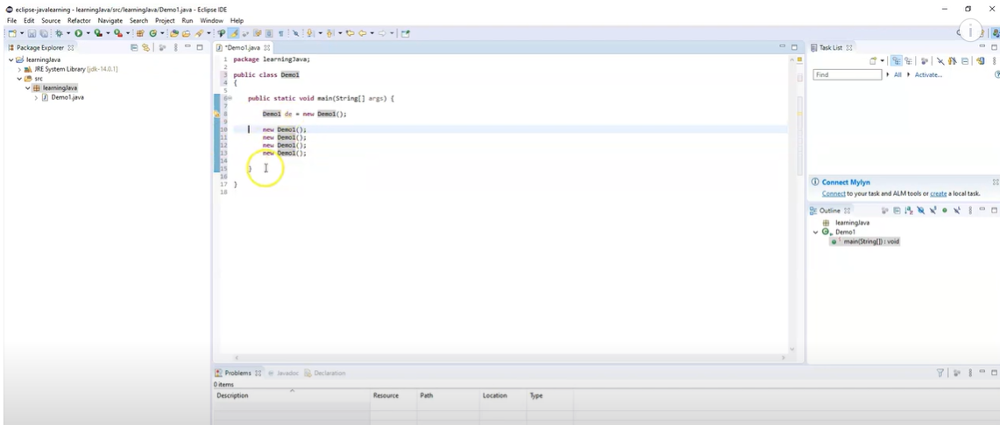 eclipse-javalearning - learningJava/src/learningJava/Demo1.java - Eclipse IDE
File Edit Source Refactor Navigate Search Project Run Window Help
Package Explorer
learningJava
JRE System Library [jdk-14.0.1]
src
learningJava
Demo1.java
*Demo1.java
1 package learningJava;
2
3 public class Demo1
4 {
5
6 public static void main(String[] args) {
7
8 Demo1 de = new Demo1();
9
10 new Demo1();
11 new Demo1();
12 new Demo1();
13 new Demo1();
14
15 }
16
17 }
18
Task List
Find All Activate...
Connect Mylyn
Connect to your task and ALM tools or create a local task.
Outline
learningJava
Demo1
main(String[]) : void
Problems Javadoc Declaration
0 items
Description Resource Path Location Type